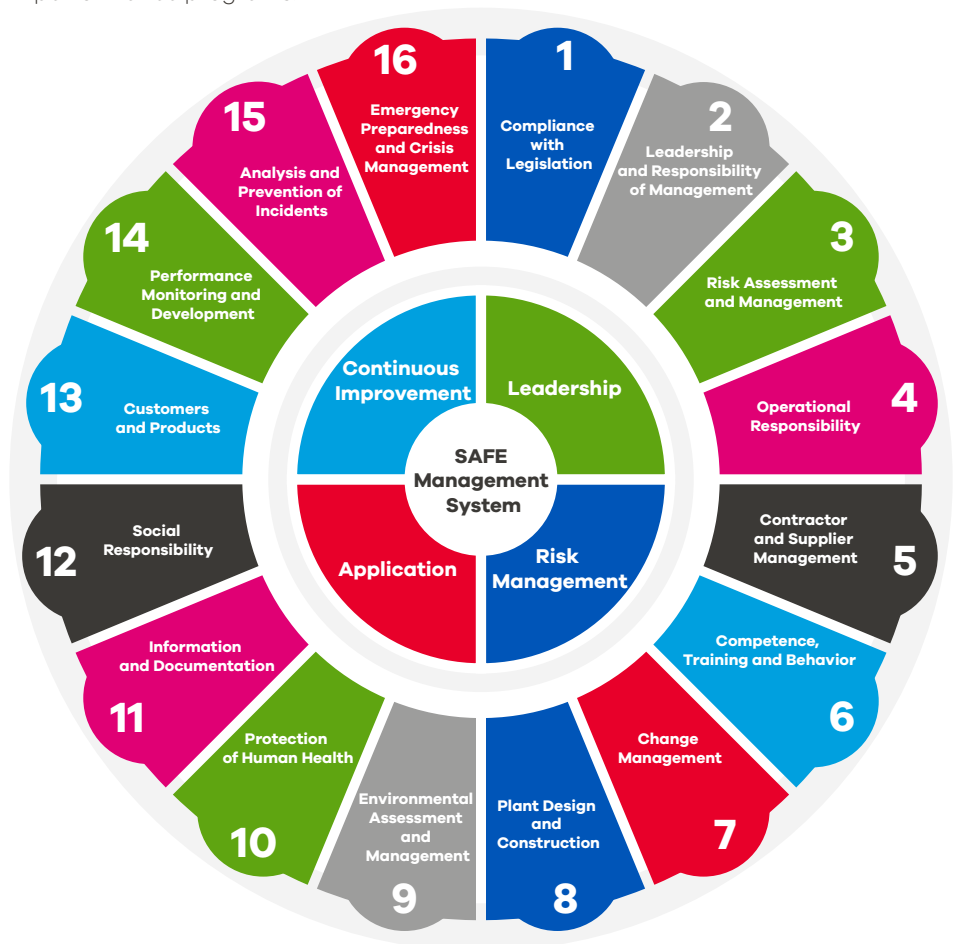 1
Compliance
with
Legislation
2
Leadership
and Responsibility
of Management
3
Risk Assessment
and Management
4
Operational
Responsibility
5
Contractor
and Supplier
Management
6
Competence,
Training and Behavior
7
Change
Management
8
Plant Design
and
Construction
9
Environmental
Assessment
and
Management
10
Protection
of Human Health
11
Information
and Documentation
12
Social
Responsibility
13
Customers
and Products
14
Performance
Monitoring and
Development
15
Analysis and
Prevention of
Incidents
16
Emergency
Preparedness
and Crisis
Management
Continuous
Improvement
Leadership
SAFE
Management
System
Application
Risk
Management